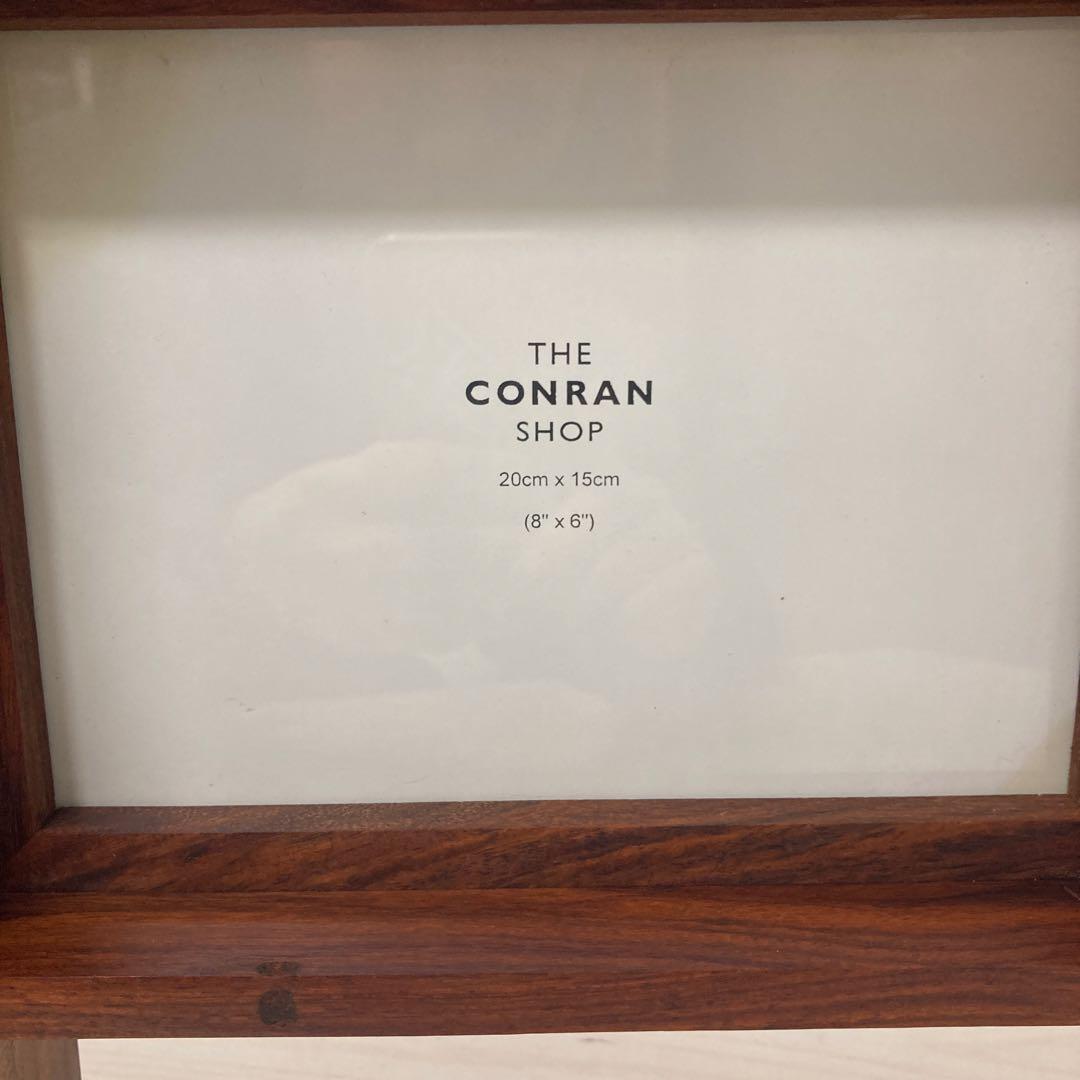 THE
CONRAN
SHOP
20cm x 15cm
(8" x 6")